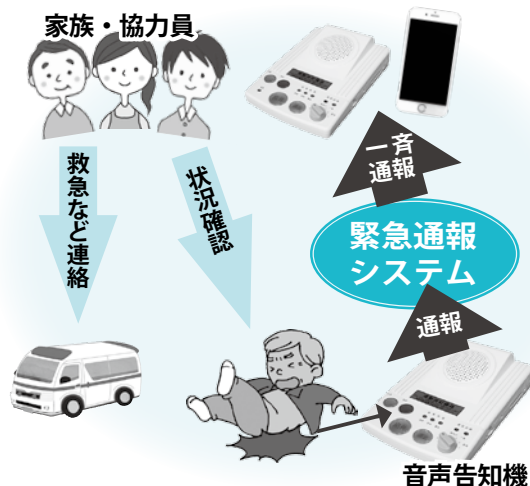 家族・協力員
一斉
通報
救急など連絡
状況確認
緊急通報
システム
通報
音声告知機